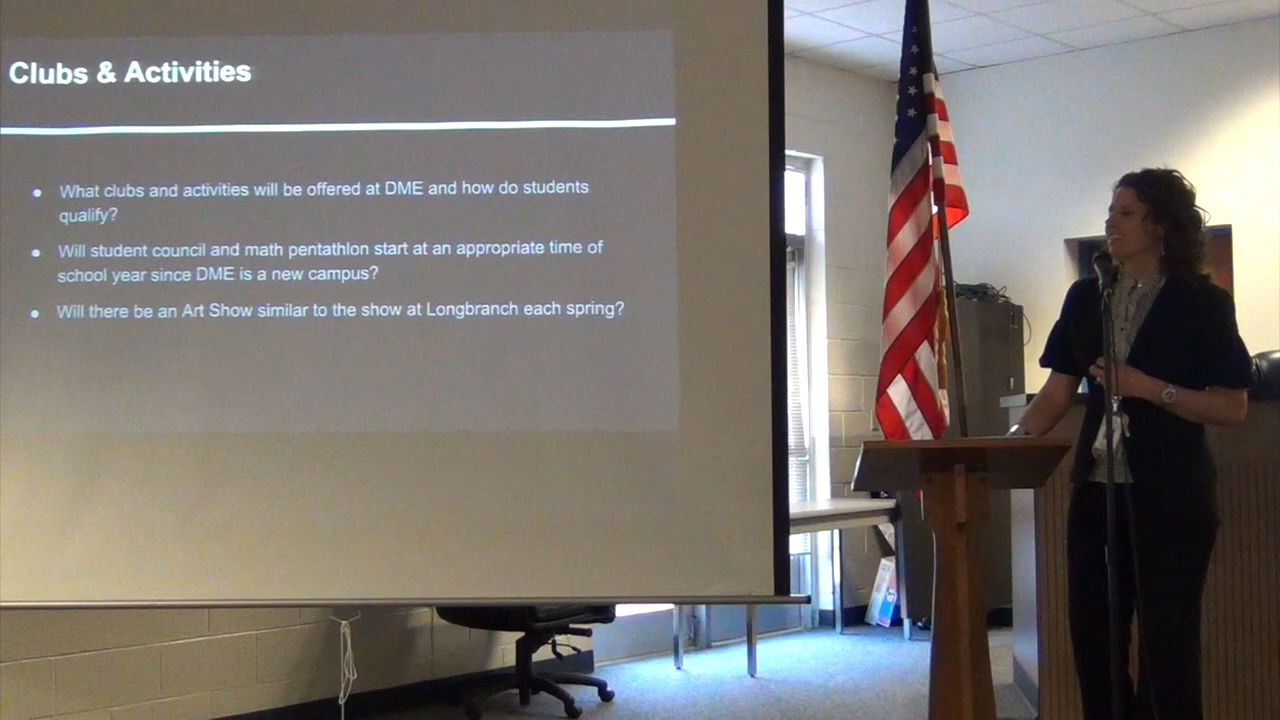 Clubs & Activities
● What clubs and activities will be offered at DME and how do students
qualify?
● Will student council and math pentathlon start at an appropriate time of
school year since DME is a new campus?
● Will there be an Art Show similar to the show at Longbranch each spring?